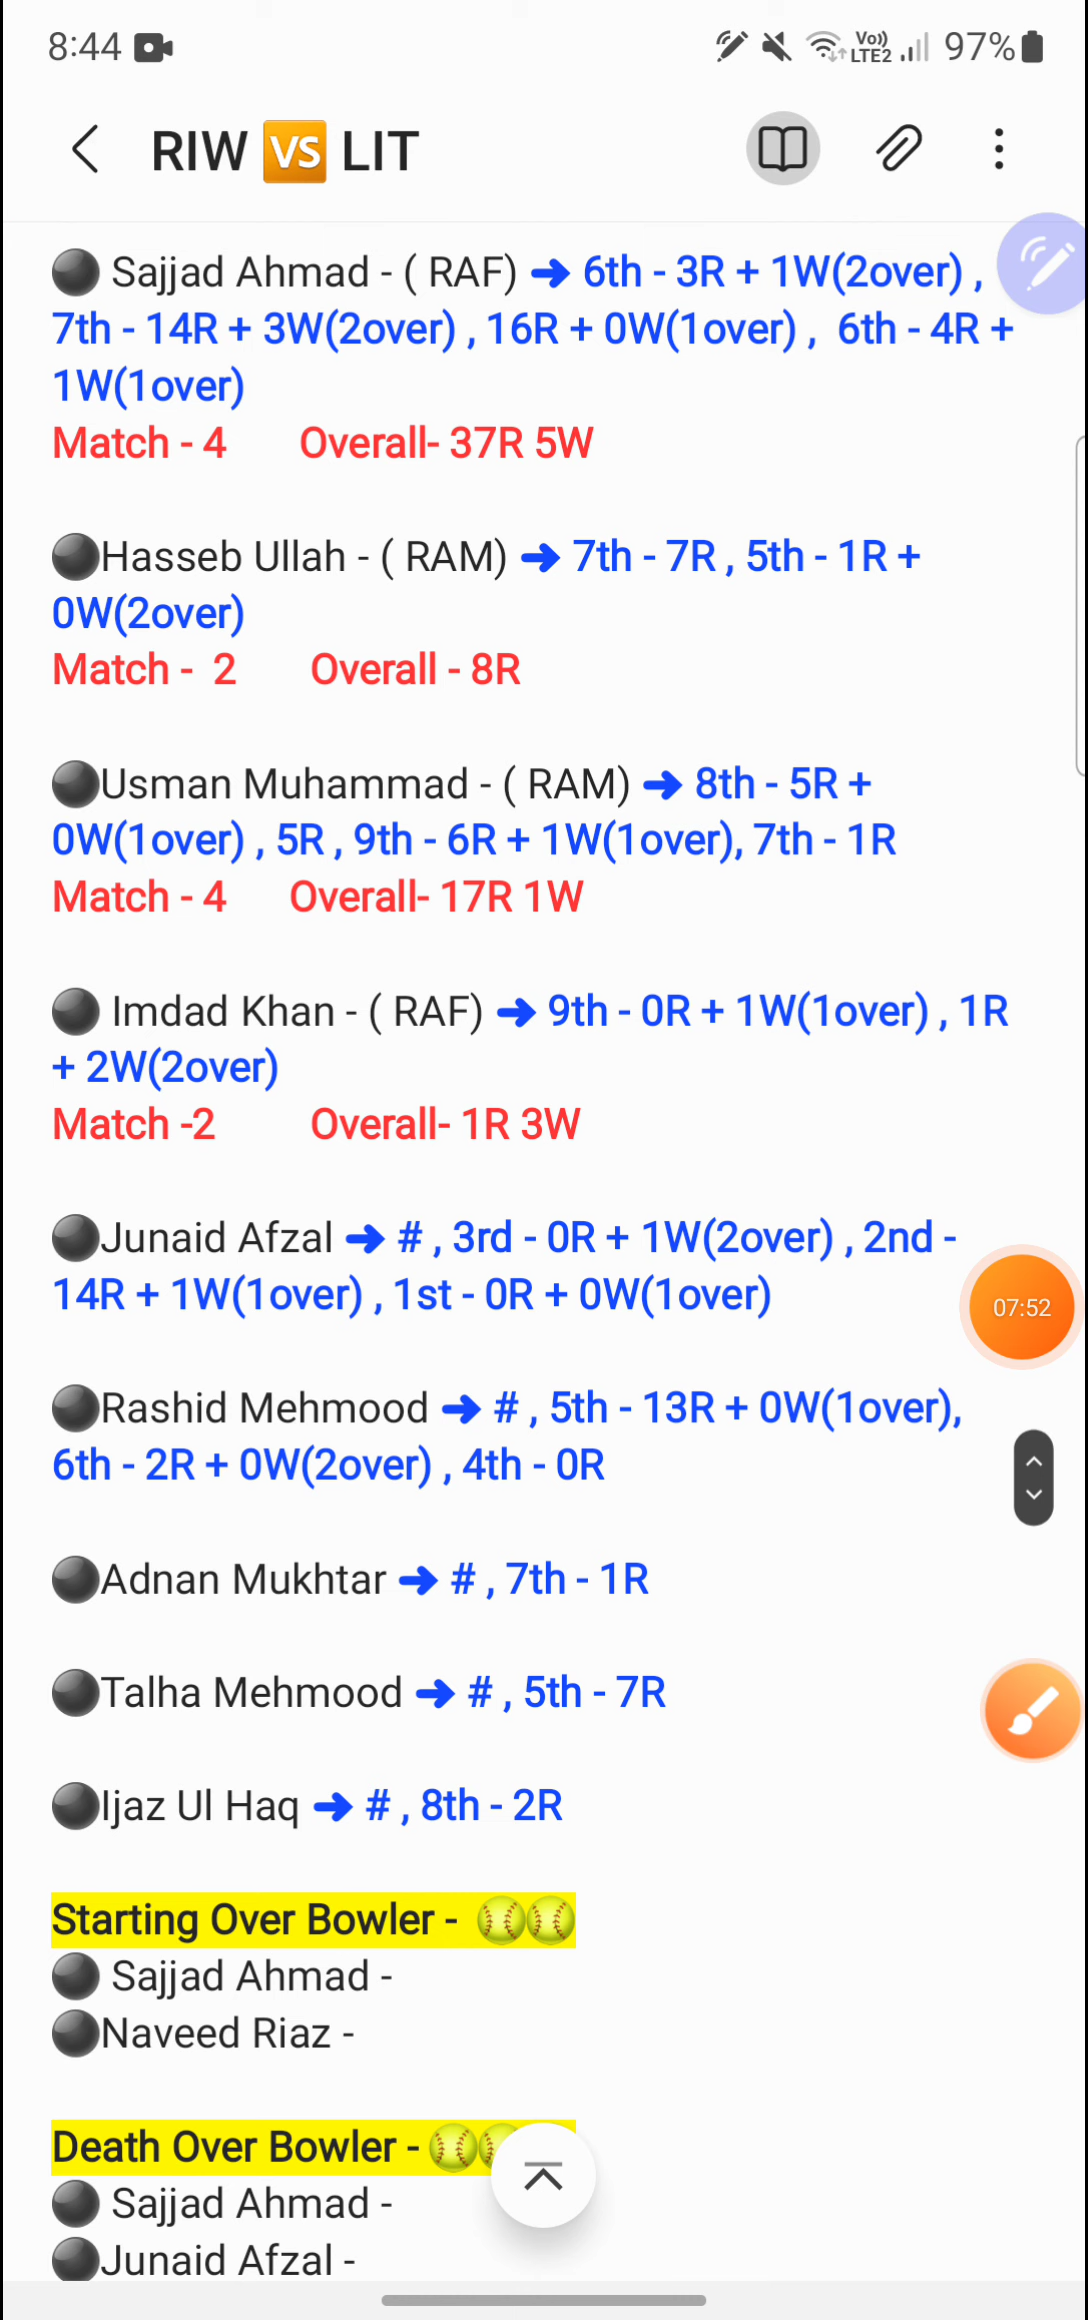 8:44
Vo)) LTE2 97%
RIW VS LIT
Sajjad Ahmad - ( RAF) ➔ 6th - 3R + 1W(2over) ,
7th - 14R + 3W(2over) , 16R + 0W(1over) , 6th - 4R +
1W(1over)
Match - 4 Overall- 37R 5W
Hasseb Ullah - ( RAM) ➔ 7th - 7R , 5th - 1R +
0W(2over)
Match - 2 Overall - 8R
Usman Muhammad - ( RAM) ➔ 8th - 5R +
0W(1over) , 5R , 9th - 6R + 1W(1over), 7th - 1R
Match - 4 Overall- 17R 1W
Imdad Khan - ( RAF) ➔ 9th - 0R + 1W(1over) , 1R
+ 2W(2over)
Match -2 Overall- 1R 3W
Junaid Afzal ➔ # , 3rd - 0R + 1W(2over) , 2nd -
14R + 1W(1over) , 1st - 0R + 0W(1over)
07:52
Rashid Mehmood ➔ # , 5th - 13R + 0W(1over),
6th - 2R + 0W(2over) , 4th - 0R
Adnan Mukhtar ➔ # , 7th - 1R
Talha Mehmood ➔ # , 5th - 7R
Ijaz Ul Haq ➔ # , 8th - 2R
Starting Over Bowler -
Sajjad Ahmad -
Naveed Riaz -
Death Over Bowler -
Sajjad Ahmad -
Junaid Afzal -